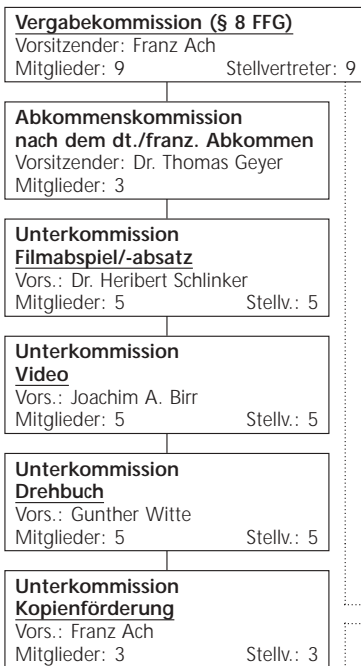 Vergabekommission (§ 8 FFG)
Vorsitzender: Franz Ach
Mitglieder: 9 Stellvertreter: 9
Abkommenskommission
nach dem dt./franz. Abkommen
Vorsitzender: Dr. Thomas Geyer
Mitglieder: 3
Unterkommission
Filmabspiel/-absatz
Vors.: Dr. Heribert Schlinker
Mitglieder: 5 Stellv.: 5
Unterkommission
Video
Vors.: Joachim A. Birr
Mitglieder: 5 Stellv.: 5
Unterkommission
Drehbuch
Vors.: Gunther Witte
Mitglieder: 5 Stellv.: 5
Unterkommission
Kopienförderung
Vors.: Franz Ach
Mitglieder: 3 Stellv.: 3